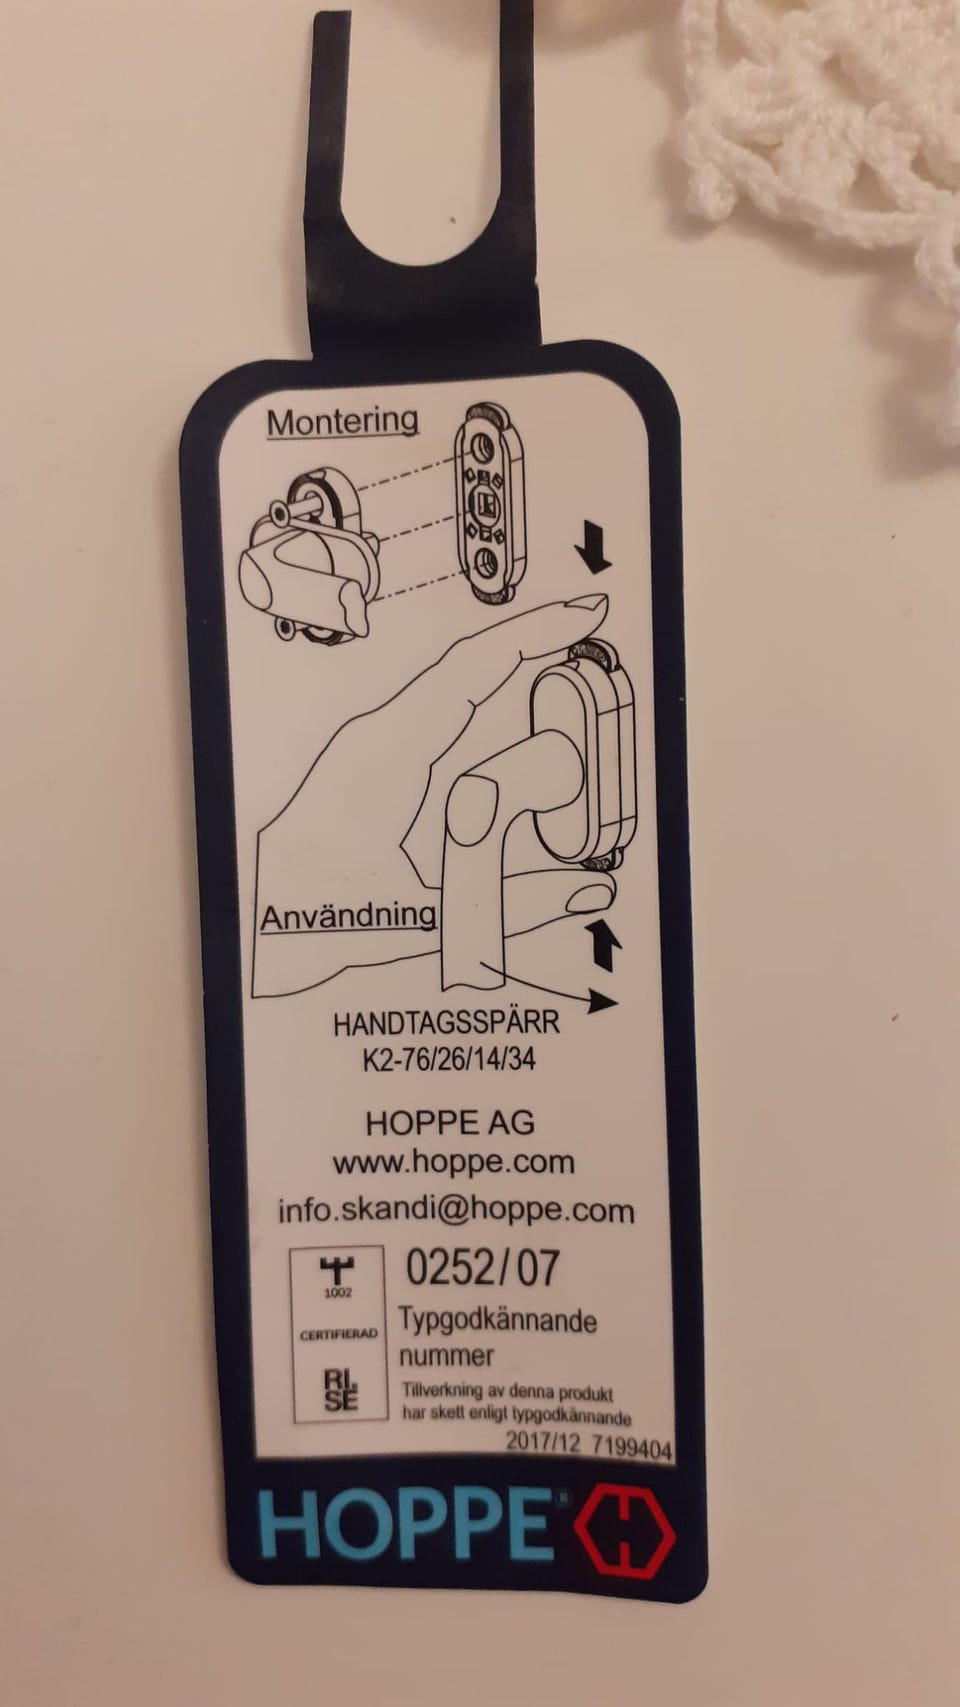 Montering
Användning
HANDTAGSSPÄRR
K2-76/26/14/34
HOPPE AG
www.hoppe.com
info.skandi@hoppe.com
1002
CERTIFIERAD
RI.
SE
0252/07
Typgodkännande
nummer
Tillverkning av denna produkt
har skett enligt typgodkännande
2017/12 7199404
HOPPE®